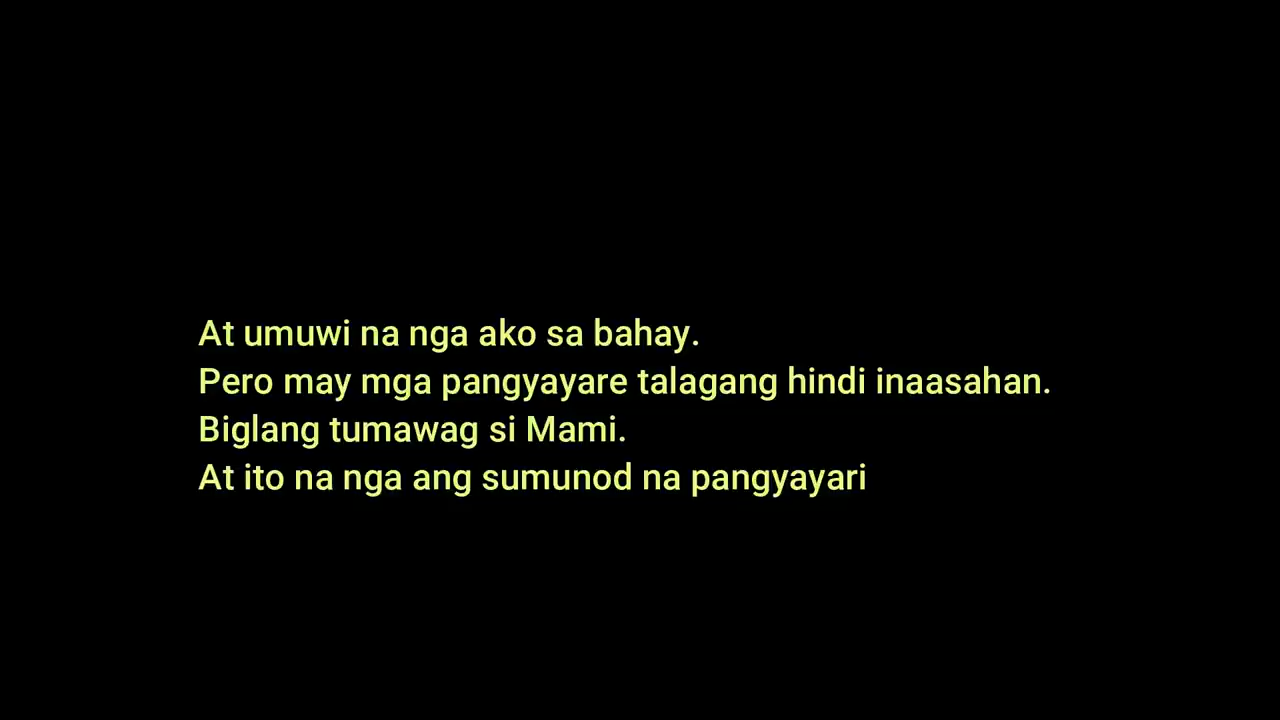 At umuwi na nga ako sa bahay.
Pero may mga pangyayare talagang hindi inaasahan.
Biglang tumawag si Mami.
At ito na nga ang sumunod na pangyayari